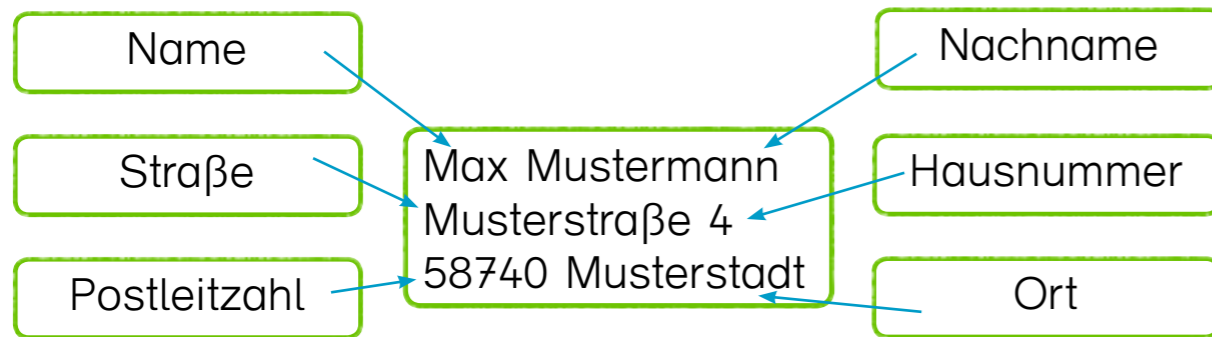 Name
Nachname
Straße
Max Mustermann
Musterstraße 4
58740 Musterstadt
Hausnummer
Postleitzahl
Ort